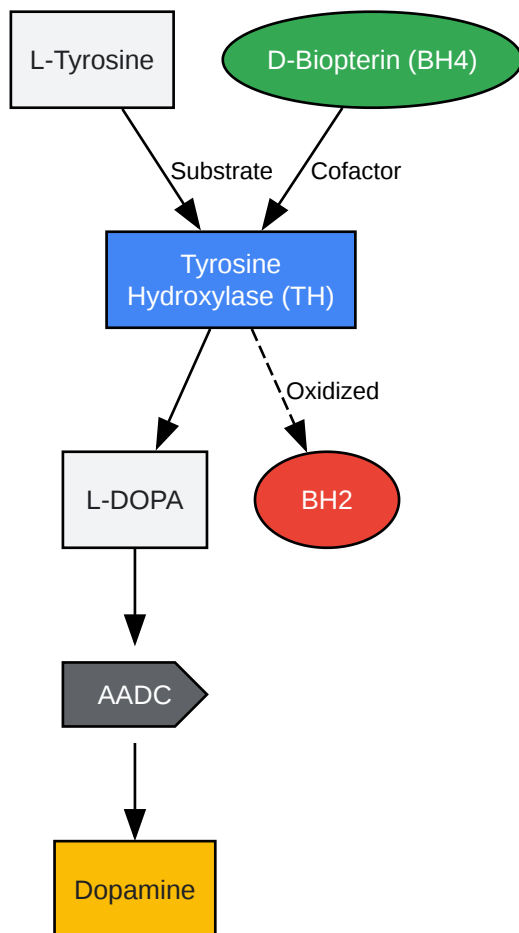 L-Tyrosine
D-Biopterin (BH4)
Substrate
Cofactor
Tyrosine
Hydroxylase (TH)
Oxidized
L-DOPA
BH2
AADC
Dopamine